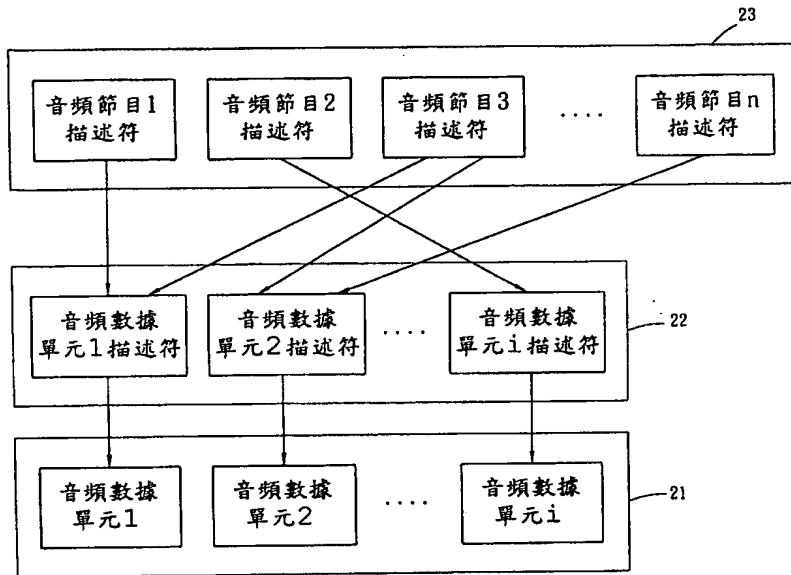 23
音頻節目1
描述符
音頻節目2
描述符
音頻節目3
描述符
....
音頻節目n
描述符
音頻數據
單元1描述符
音頻數據
單元2描述符
....
音頻數據
單元i描述符
22
音頻數據
單元1
音頻數據
單元2
....
音頻數據
單元i
21